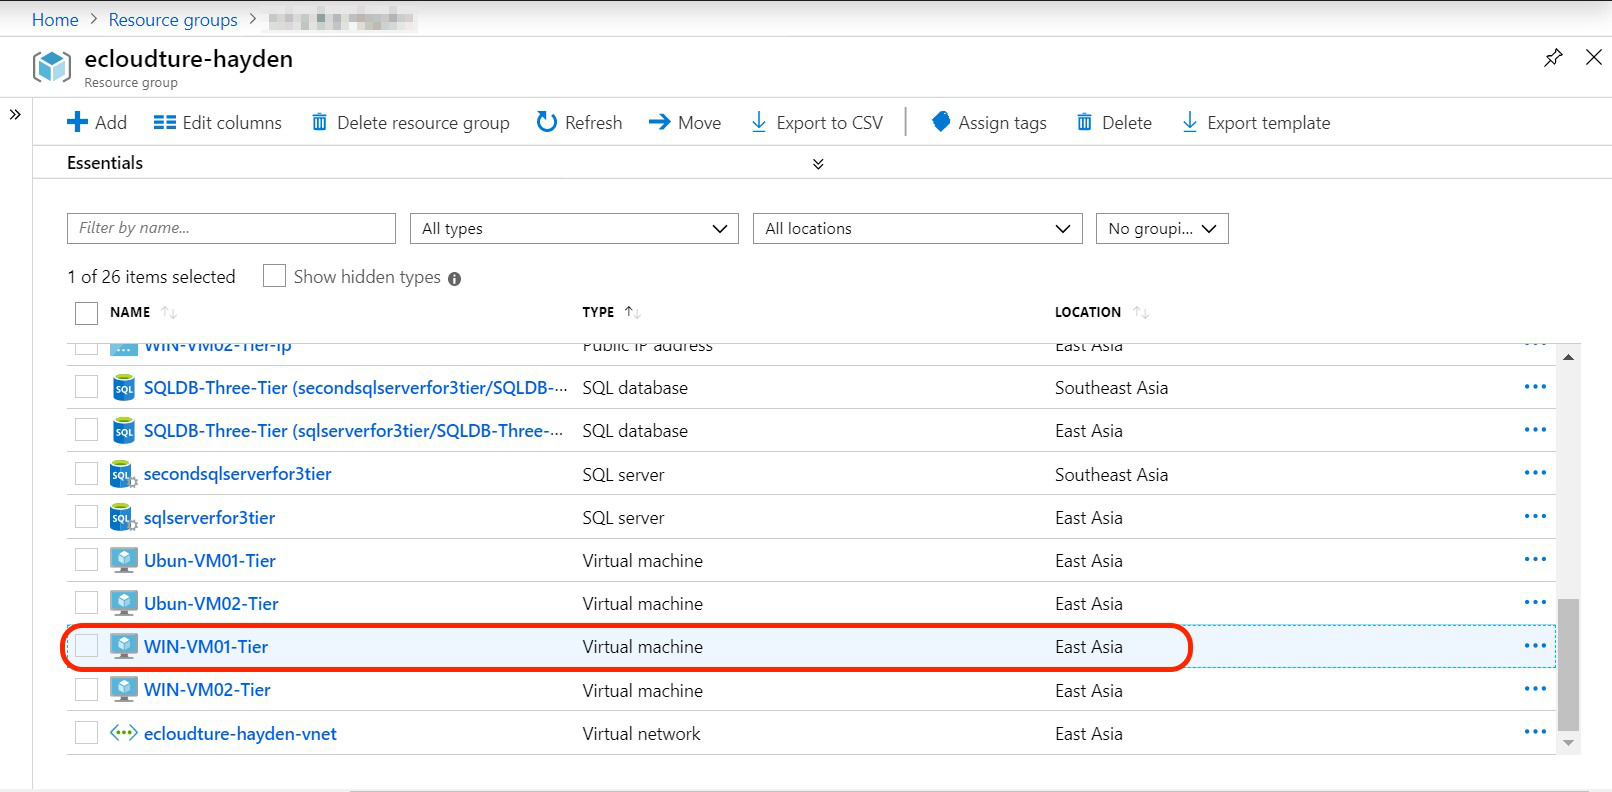 Home > Resource groups >
ecloudture-hayden
Resource group
Add Edit columns Delete resource group Refresh Move Export to CSV Assign tags Delete Export template
Essentials
Filter by name... All types All locations No groupi...
1 of 26 items selected Show hidden types
NAME TYPE LOCATION
WIN-VM02-Tier-ip Public IP address East Asia
SQLDB-Three-Tier (secondsqlserverfor3tier/SQLDB-... SQL database Southeast Asia
SQLDB-Three-Tier (sqlserverfor3tier/SQLDB-Three-... SQL database East Asia
secondsqlserverfor3tier SQL server Southeast Asia
sqlserverfor3tier SQL server East Asia
Ubun-VM01-Tier Virtual machine East Asia
Ubun-VM02-Tier Virtual machine East Asia
WIN-VM01-Tier Virtual machine East Asia
WIN-VM02-Tier Virtual machine East Asia
ecloudture-hayden-vnet Virtual network East Asia